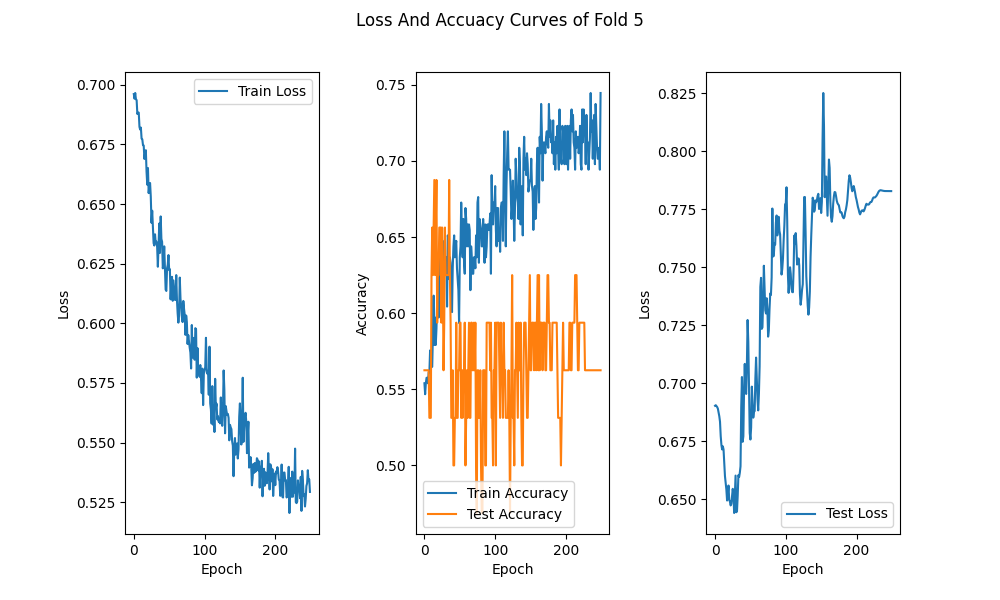 Loss And Accuacy Curves of Fold 5
0.700
0.675
0.650
0.625
0.600
0.575
0.550
0.525
Loss
0
100
200
Epoch
Train Loss
0.75
0.70
0.65
0.60
0.55
0.50
Accuracy
0
100
200
Epoch
Train Accuracy
Test Accuracy
0.825
0.800
0.775
0.750
0.725
0.700
0.675
0.650
Loss
0
100
200
Epoch
Test Loss